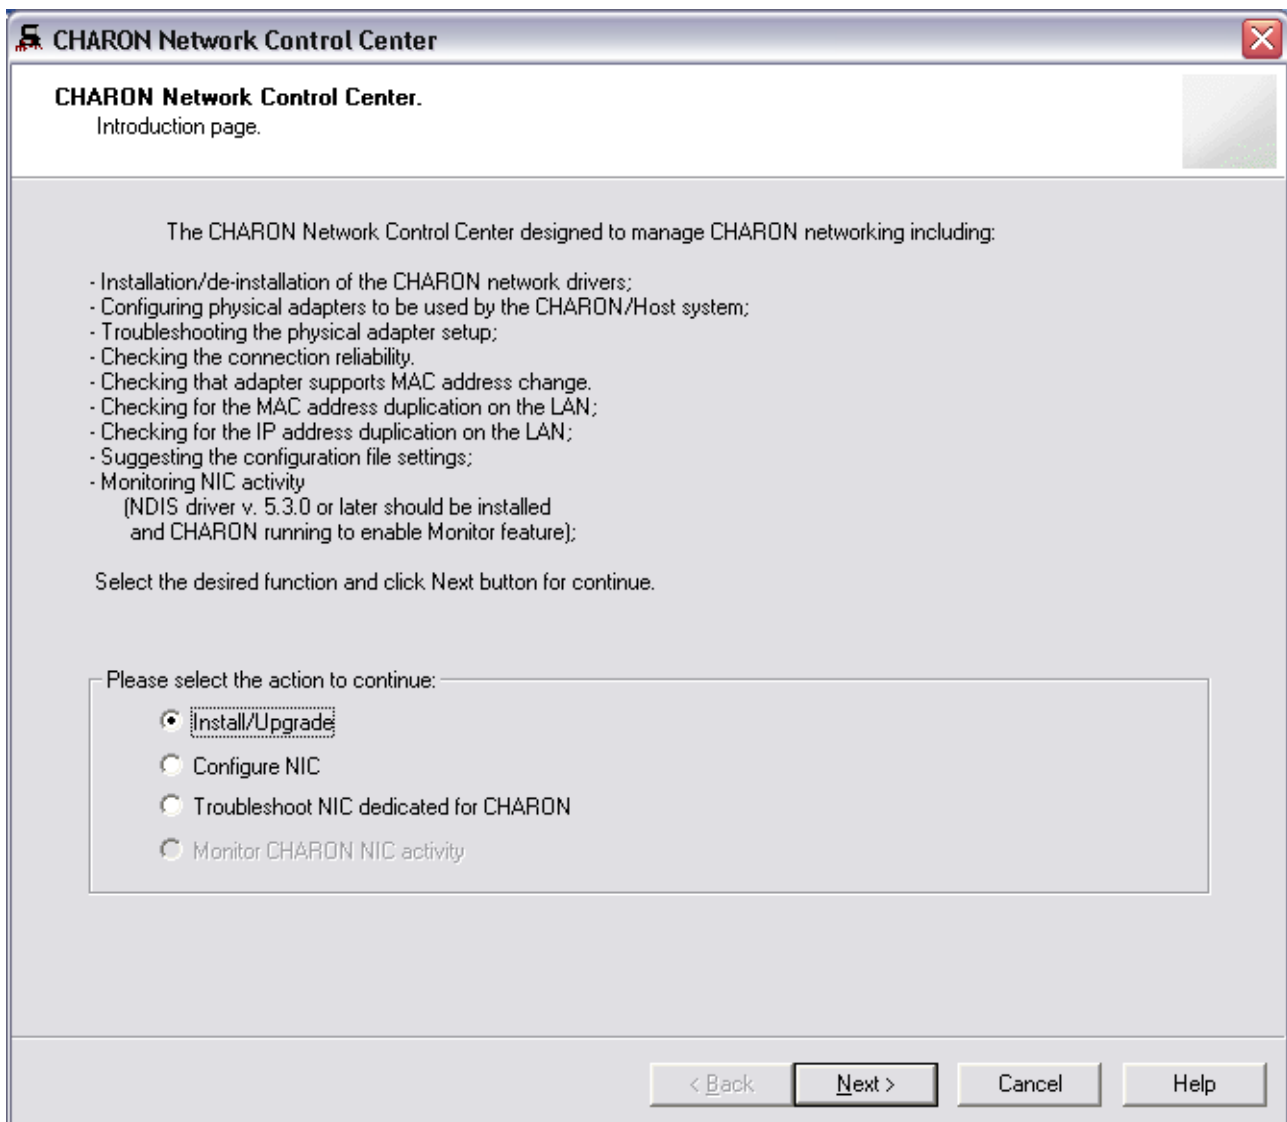 CHARON Network Control Center
CHARON Network Control Center.
Introduction page.
The CHARON Network Control Center designed to manage CHARON networking including:
- Installation/de-installation of the CHARON network drivers;
- Configuring physical adapters to be used by the CHARON/Host system;
- Troubleshooting the physical adapter setup;
- Checking the connection reliability.
- Checking that adapter supports MAC address change.
- Checking for the MAC address duplication on the LAN;
- Checking for the IP address duplication on the LAN;
- Suggesting the configuration file settings;
- Monitoring NIC activity
(NDIS driver v. 5.3.0 or later should be installed
and CHARON running to enable Monitor feature);
Select the desired function and click Next button for continue.
Please select the action to continue:
Install/Upgrade
Configure NIC
Troubleshoot NIC dedicated for CHARON
Monitor CHARON NIC activity
< Back Next > Cancel Help